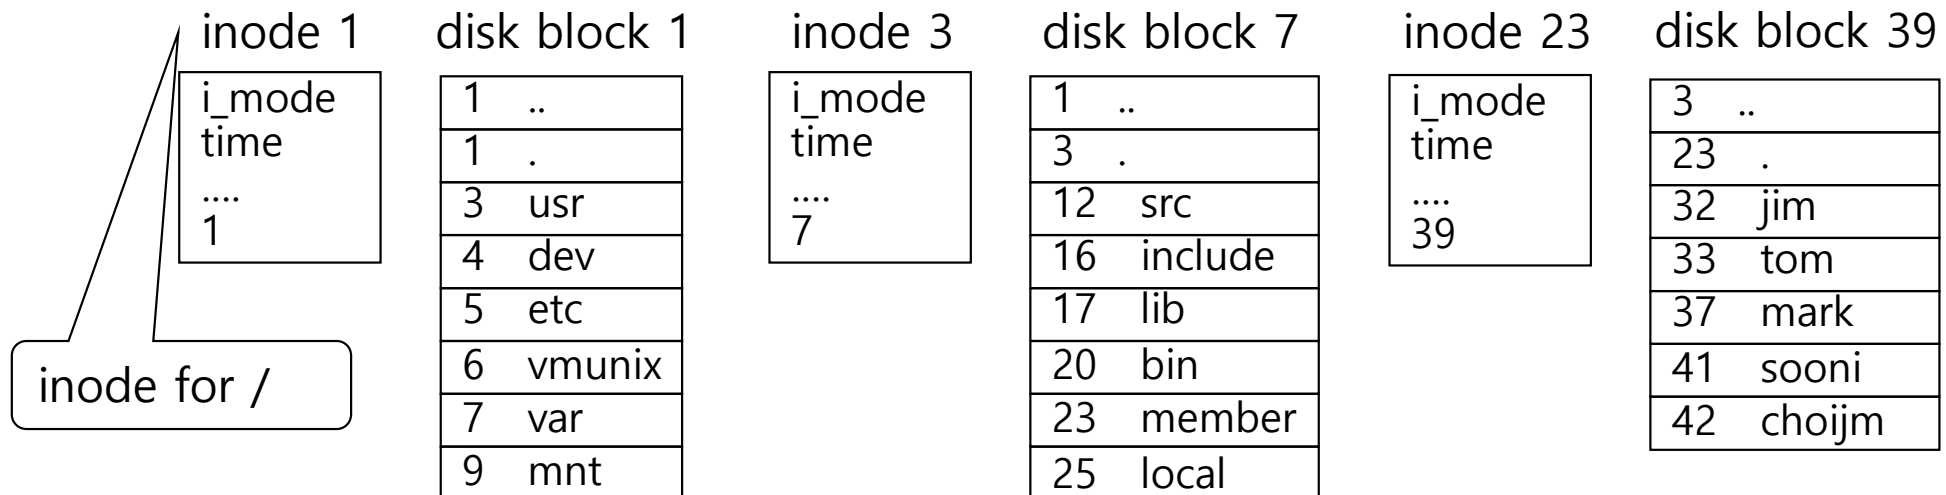 inode 1
i_mode
time
....
1
inode for /
disk block 1
1 ..
1 .
3 usr
4 dev
5 etc
6 vmunix
7 var
9 mnt
inode 3
i_mode
time
....
7
disk block 7
1 ..
3 .
12 src
16 include
17 lib
20 bin
23 member
25 local
inode 23
i_mode
time
....
39
disk block 39
3 ..
23 .
32 jim
33 tom
37 mark
41 sooni
42 choijm